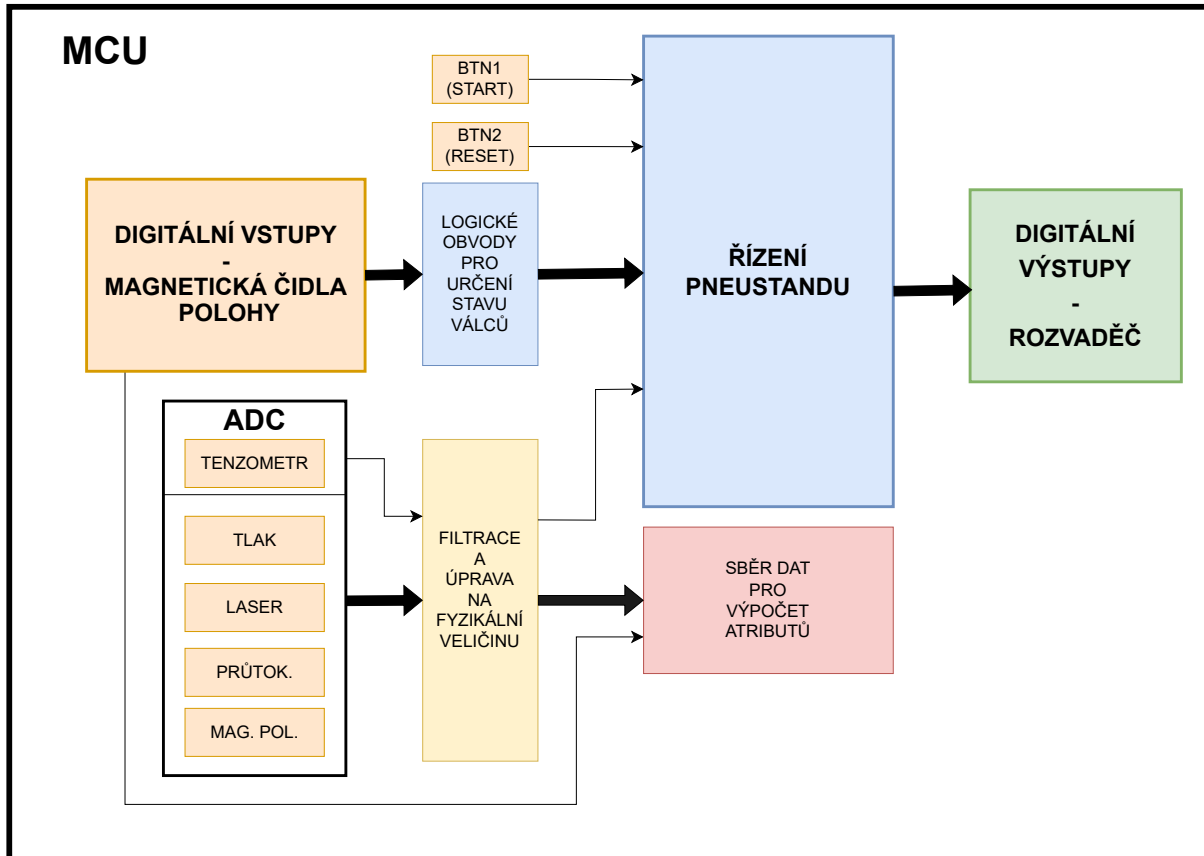 MCU
BTN1
(START)
BTN2
(RESET)
DIGITÁLNÍ VSTUPY
-
MAGNETICKÁ ČIDLA
POLOHY
LOGICKÉ
OBVODY
PRO
URČENÍ
STAVU
VÁLCŮ
ŘÍZENÍ
PNEUSTANDU
DIGITÁLNÍ
VÝSTUPY
-
ROZVADĚČ
ADC
TENZOMETR
TLAK
LASER
PRŮTOK.
MAG. POL.
FILTRACE
A
ÚPRAVA
NA
FYZIKÁLNÍ
VELIČINU
SBĚR DAT
PRO
VÝPOČET
ATRIBUTŮ